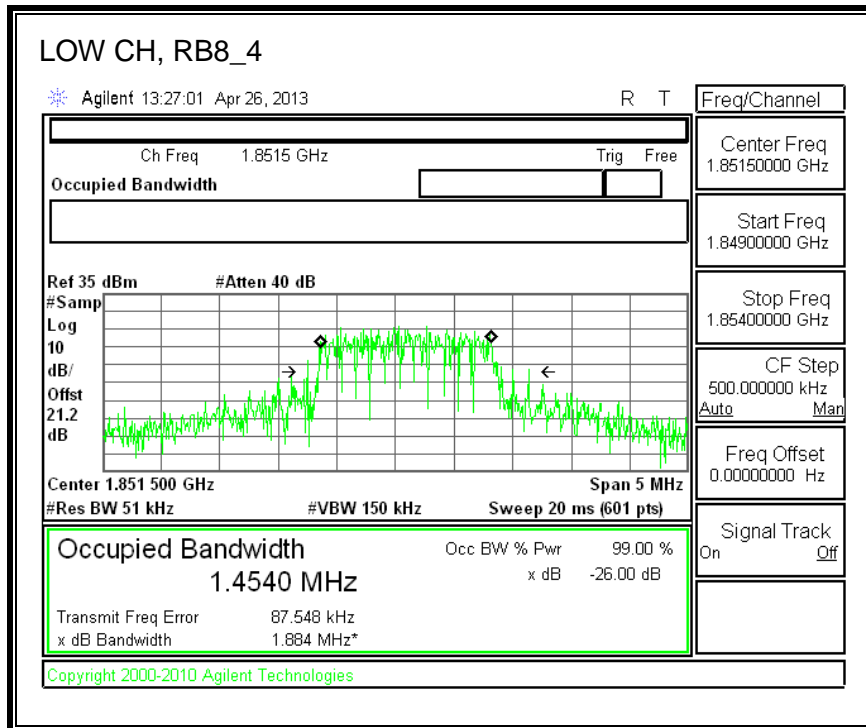 LOW CH, RB8_4
Agilent 13:27:01 Apr 26, 2013 R T
Freq/Channel
Ch Freq 1.8515 GHz Trig Free
Occupied Bandwidth
Center Freq
1.85150000 GHz
Start Freq
1.84900000 GHz
Stop Freq
1.85400000 GHz
CF Step
500.000000 kHz
Auto Man
Freq Offset
0.00000000 Hz
Signal Track
On Off
Ref 35 dBm #Atten 40 dB
#Samp
Log
10
dB/
Offst
21.2
dB
Center 1.851 500 GHz Span 5 MHz
#Res BW 51 kHz #VBW 150 kHz Sweep 20 ms (601 pts)
Occupied Bandwidth Occ BW % Pwr 99.00 %
1.4540 MHz x dB -26.00 dB
Transmit Freq Error 87.548 kHz
x dB Bandwidth 1.884 MHz*
Copyright 2000-2010 Agilent Technologies